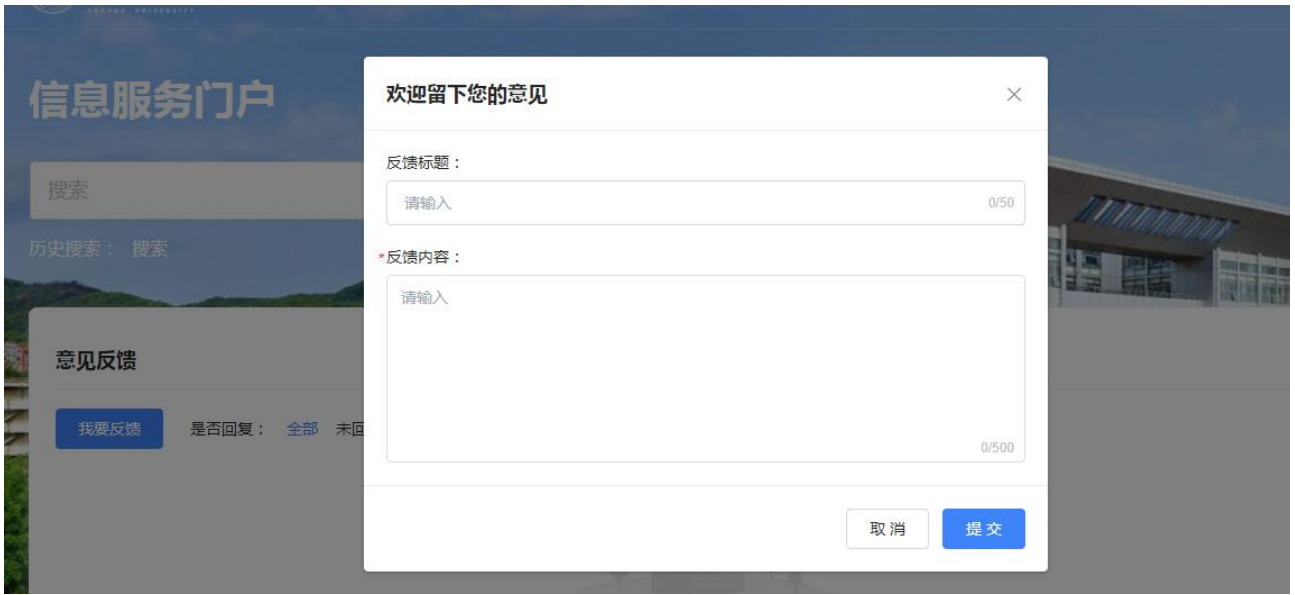 信息服务门户
搜索
历史搜索： 搜索
意见反馈
我要反馈 是否回复： 全部 未回
欢迎留下您的意见
反馈标题：
请输入 0/50
*反馈内容：
请输入
0/500
取消 提交